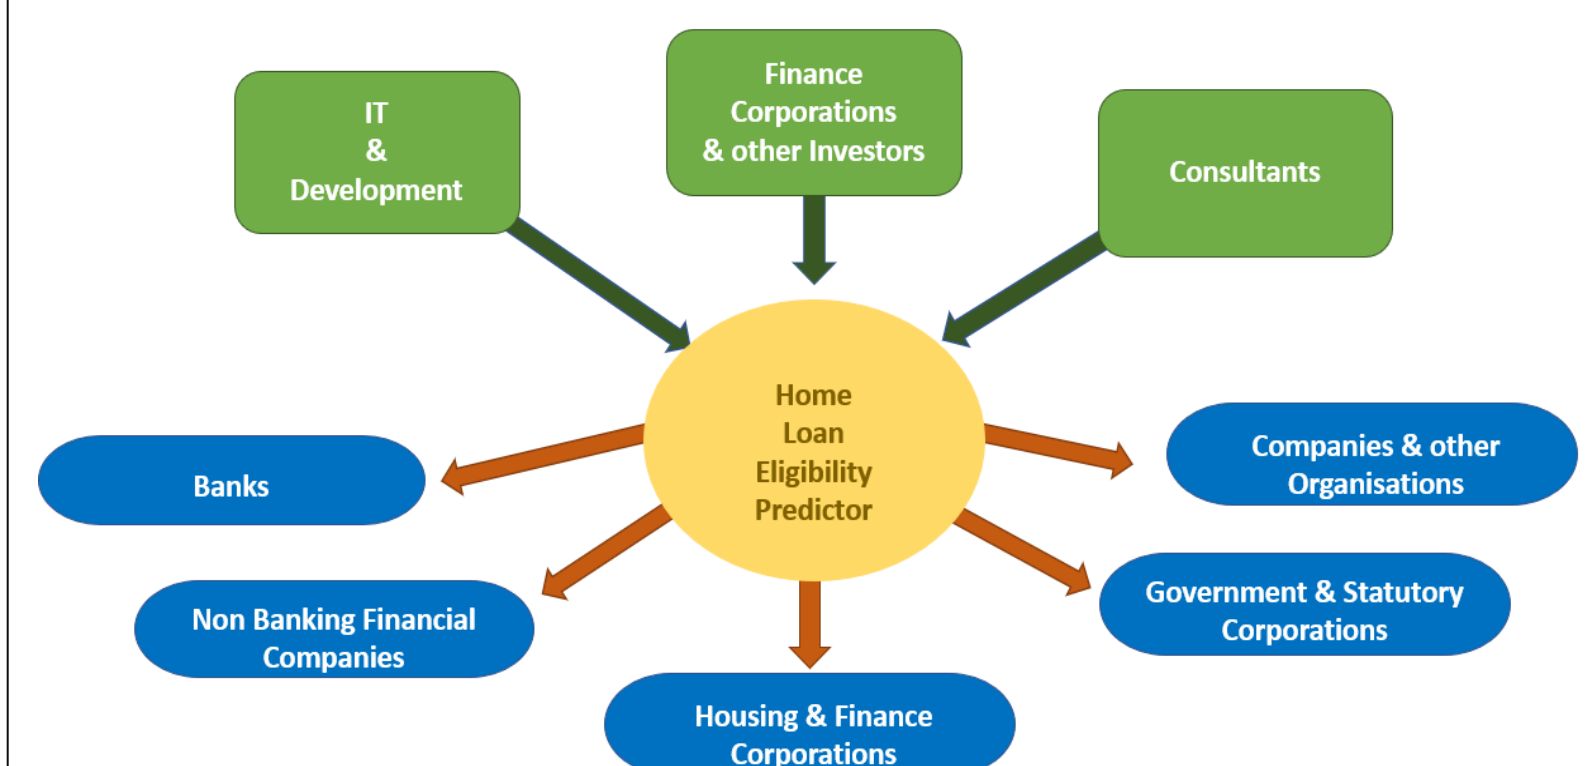 IT
&
Development
Finance
Corporations
& other Investors
Consultants
Home
Loan
Eligibility
Predictor
Banks
Companies & other
Organisations
Non Banking Financial
Companies
Government & Statutory
Corporations
Housing & Finance
Corporations